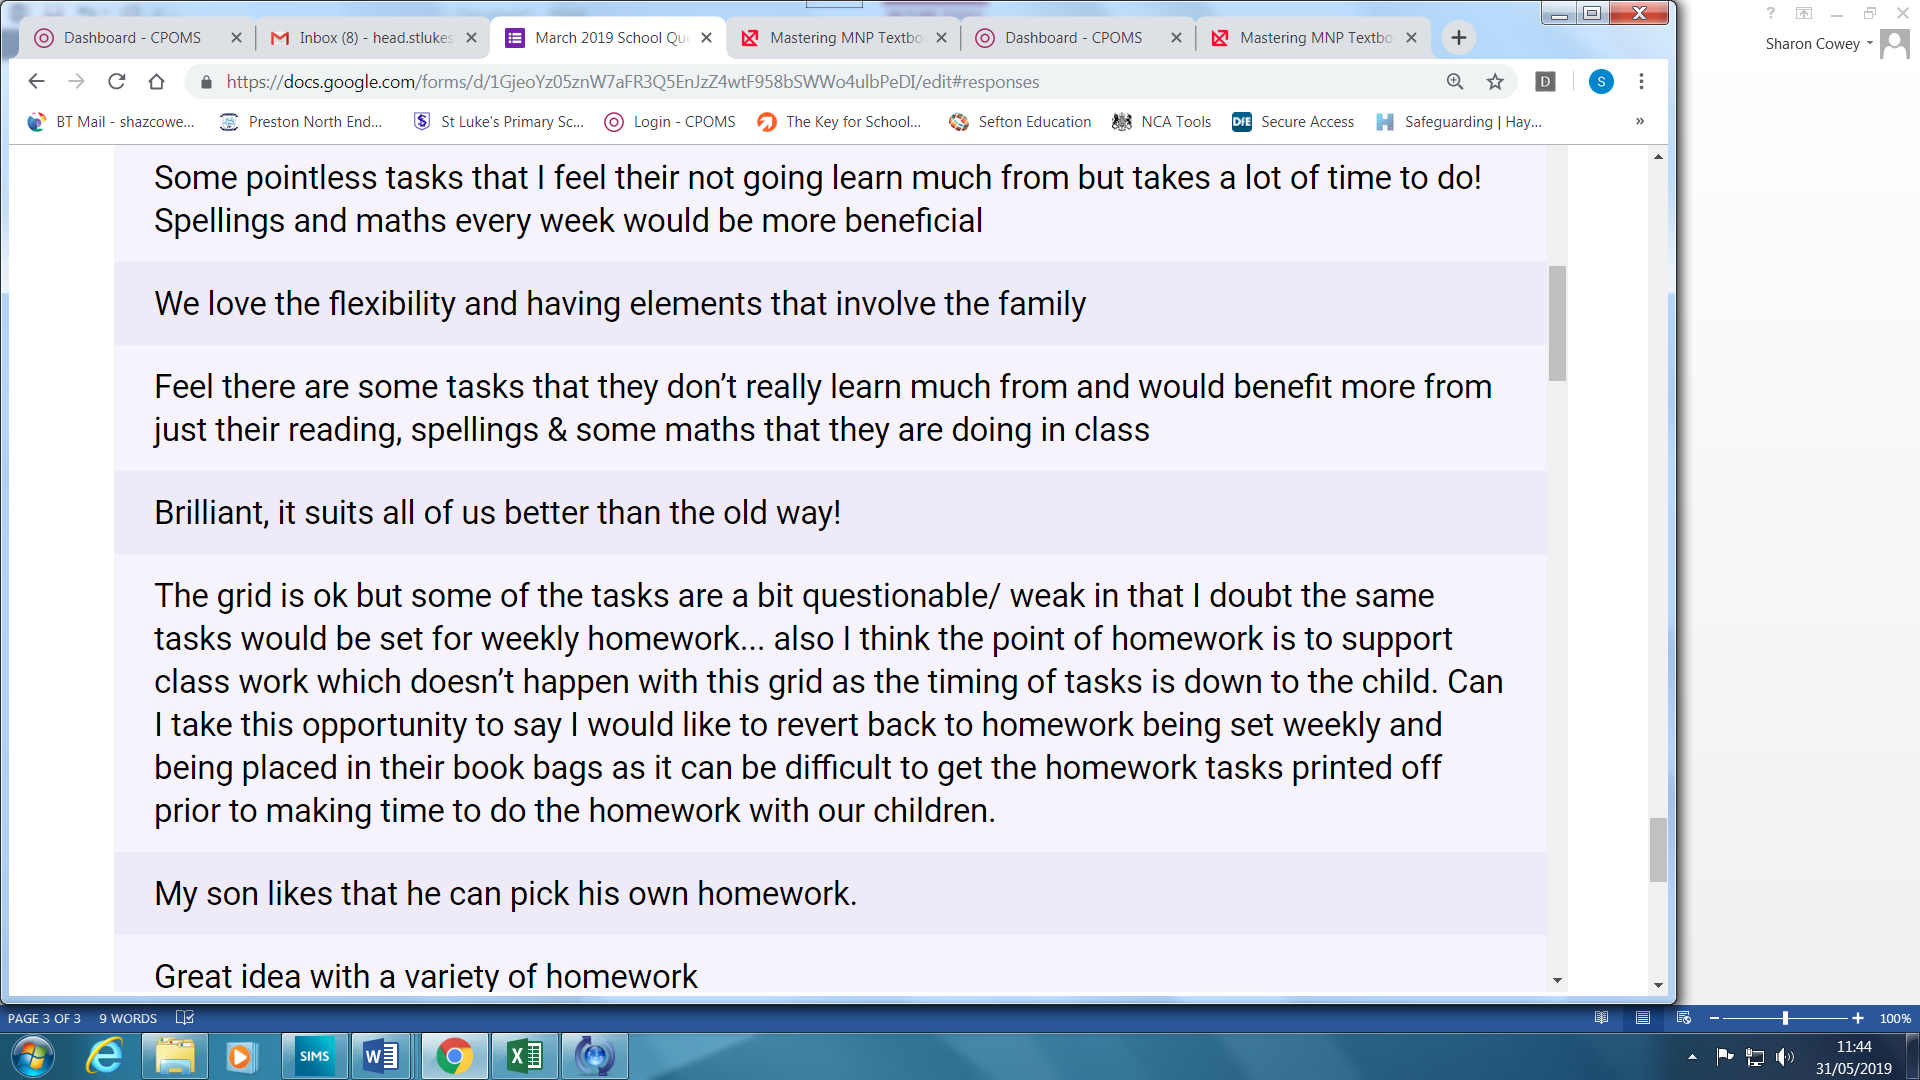 Dashboard - CPOMS
Inbox (8) - head.stlukes
March 2019 School Qu
Mastering MNP Textbo
Dashboard - CPOMS
Mastering MNP Textbo
Sharon Cowey
https://docs.google.com/forms/d/1GjeoYz05znW7aFR3Q5EnJzZ4wtF958bSWWo4ulbPeDI/edit#responses
D
S
BT Mail - shazcowe...
Preston North End...
St Luke's Primary Sc...
Login - CPOMS
The Key for School...
Sefton Education
NCA Tools
DfE
Secure Access
Safeguarding | Hay...
»
Some pointless tasks that I feel their not going learn much from but takes a lot of time to do!
Spellings and maths every week would be more beneficial
We love the flexibility and having elements that involve the family
Feel there are some tasks that they don’t really learn much from and would benefit more from
just their reading, spellings & some maths that they are doing in class
Brilliant, it suits all of us better than the old way!
The grid is ok but some of the tasks are a bit questionable/ weak in that I doubt the same
tasks would be set for weekly homework... also I think the point of homework is to support
class work which doesn’t happen with this grid as the timing of tasks is down to the child. Can
I take this opportunity to say I would like to revert back to homework being set weekly and
being placed in their book bags as it can be difficult to get the homework tasks printed off
prior to making time to do the homework with our children.
My son likes that he can pick his own homework.
Great idea with a variety of homework
PAGE 3 OF 3 9 WORDS
100%
SIMS
11:44
31/05/2019